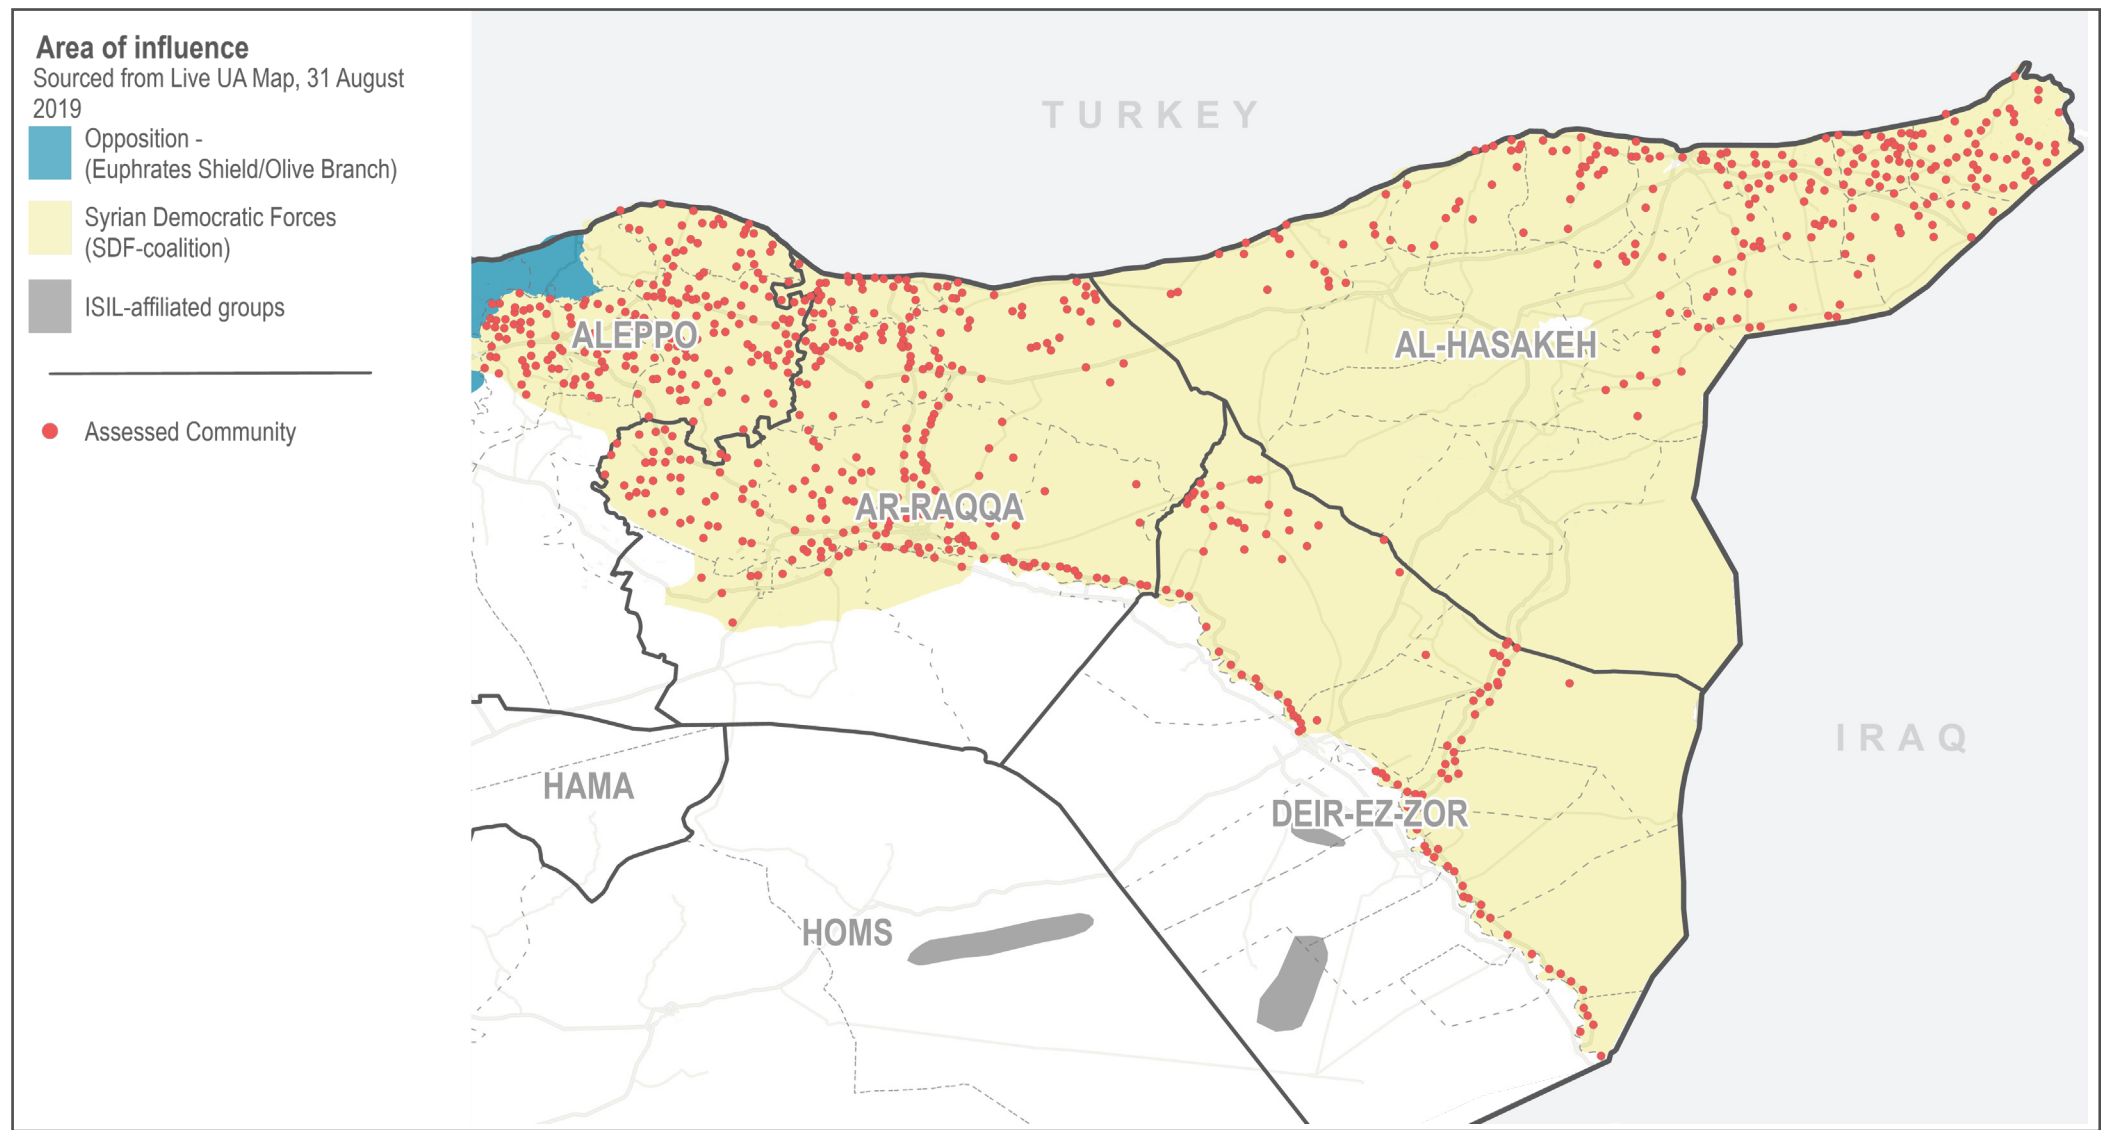 Area of influence
Sourced from Live UA Map, 31 August
2019
Opposition -
(Euphrates Shield/Olive Branch)
Syrian Democratic Forces
(SDF-coalition)
ISIL-affiliated groups
Assessed Community
TURKEY
ALEPPO
AL-HASAKEH
AR-RAQQA
IRAQ
HAMA
DEIR-EZ-ZOR
HOMS